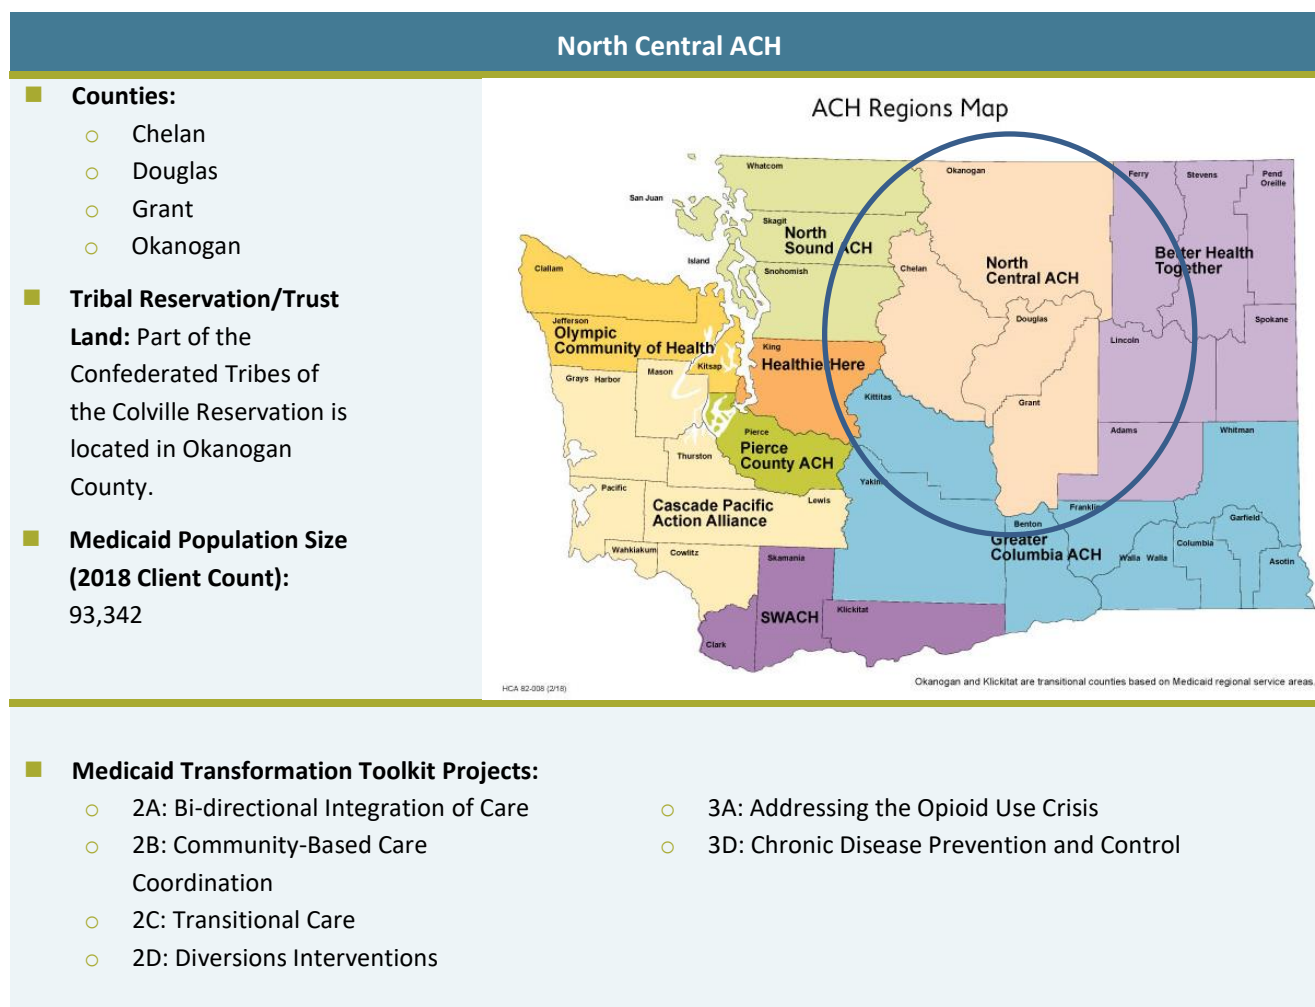 North Central ACH
Counties:
Chelan
Douglas
Grant
Okanogan
Tribal Reservation/Trust
Land: Part of the
Confederated Tribes of
the Colville Reservation is
located in Okanogan
County.
Medicaid Population Size
(2018 Client Count):
93,342
ACH Regions Map
Whatcom
Okanogan
Ferry
Stevens
Pend
Oreille
San Juan
Skagit
North
Sound ACH
Island
Snohomish
Chelan
North
Central ACH
Better Health
Together
Clallam
Jefferson
Olympic
Community of Health
Kitsap
King
HealthierHere
Douglas
Lincoln
Spokane
Grays Harbor
Mason
Kittitas
Grant
Adams
Whitman
Pierce
Pierce
County ACH
Thurston
Pacific
Lewis
Cascade Pacific
Action Alliance
Yakima
Franklin
Benton
Greater
Columbia ACH
Walla Walla
Columbia
Garfield
Asotin
Wahkiakum
Cowlitz
Skamania
SWACH
Klickitat
Clark
HCA 82-008 (2/18)
Okanogan and Klickitat are transitional counties based on Medicaid regional service areas.
Medicaid Transformation Toolkit Projects:
2A: Bi-directional Integration of Care
2B: Community-Based Care
Coordination
2C: Transitional Care
2D: Diversions Interventions
3A: Addressing the Opioid Use Crisis
3D: Chronic Disease Prevention and Control